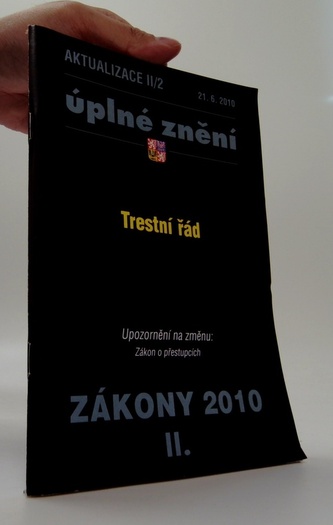 AKTUALIZACE II/2
21. 6. 2010
úplné znění
Trestní řád
Upozornění na změnu:
Zákon o přestupcích
ZÁKONY 2010
II.